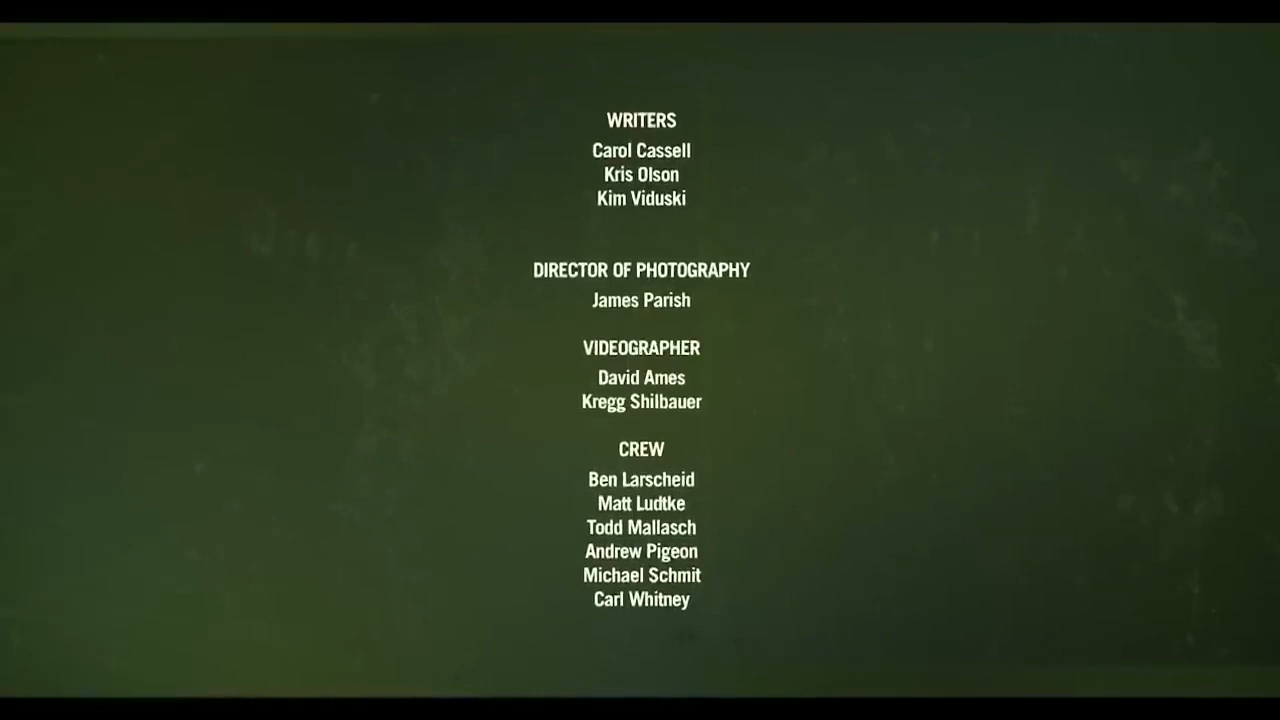 WRITERS
Carol Cassell
Kris Olson
Kim Viduski
DIRECTOR OF PHOTOGRAPHY
James Parish
VIDEOGRAPHER
David Ames
Kregg Shilbauer
CREW
Ben Larscheid
Matt Ludtke
Todd Mallasch
Andrew Pigeon
Michael Schmit
Carl Whitney